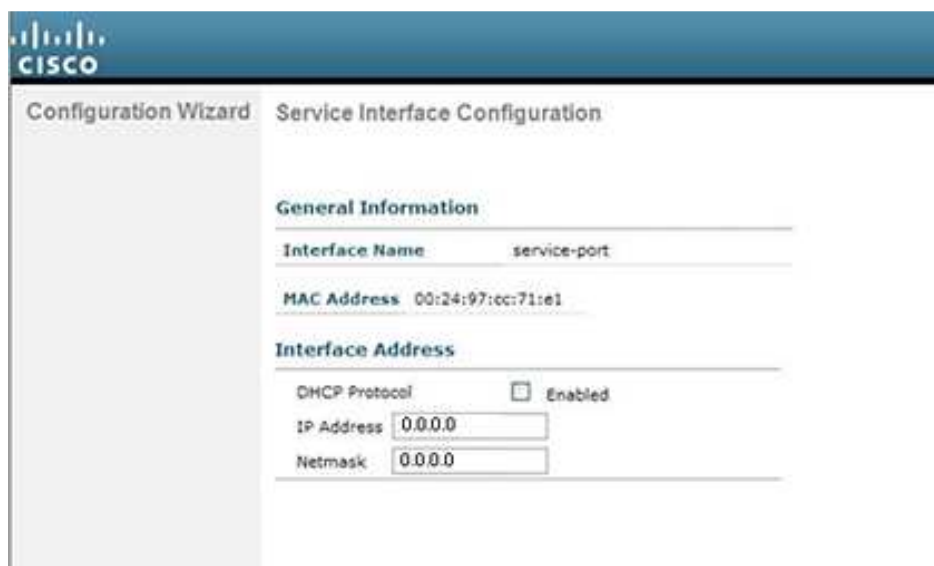 CISCO
Configuration Wizard
Service Interface Configuration
General Information
Interface Name service-port
MAC Address 00:24:97:cc:71:e1
Interface Address
DHCP Protocol Enabled
IP Address 0.0.0.0
Netmask 0.0.0.0